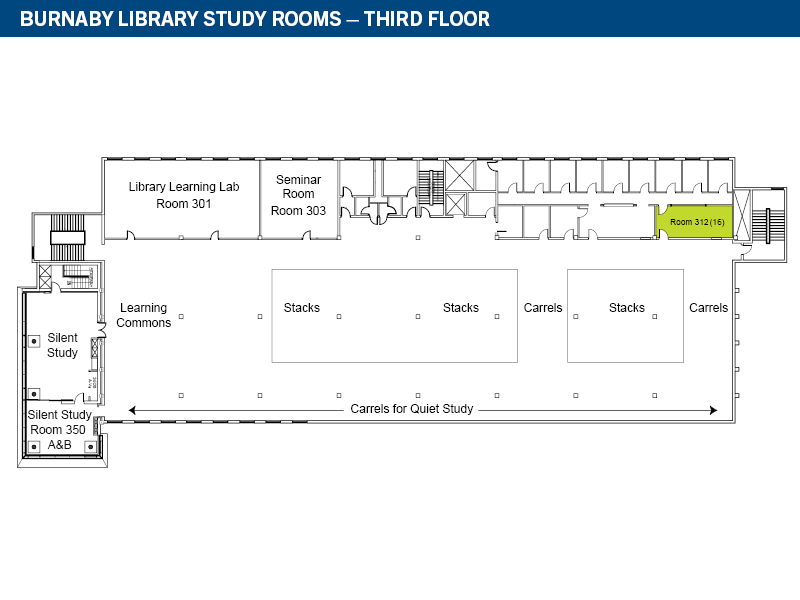 BURNABY LIBRARY STUDY ROOMS – THIRD FLOOR
Library Learning Lab
Room 301
Seminar
Room
Room 303
Room 312 (16)
Learning
Commons
Stacks
Stacks
Carrels
Stacks
Carrels
Silent
Study
Carrels for Quiet Study
Silent Study
Room 350
A&B